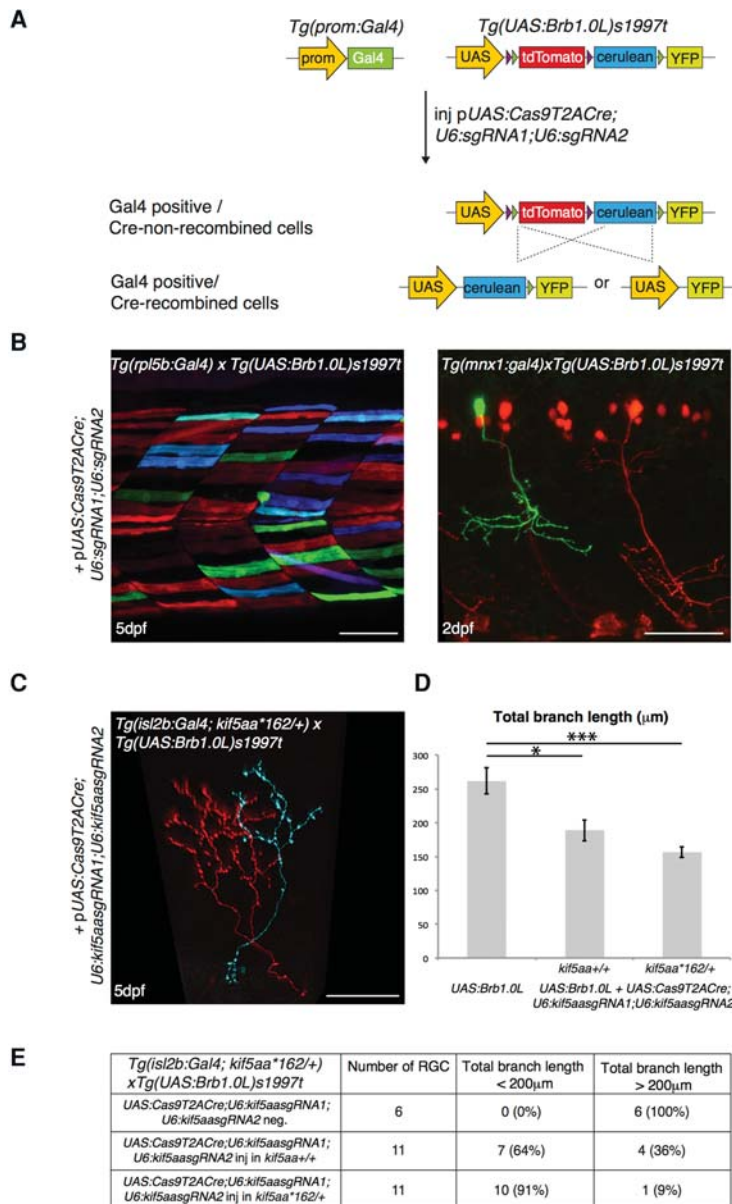 A
Tg(prom:Gal4)
Tg(UAS:Brb1.0L)s1997t
prom
Gal4
UAS
tdTomato
cerulean
YFP
inj pUAS:Cas9T2ACre;
U6:sgRNA1;U6:sgRNA2
Gal4 positive /
Cre-non-recombined cells
UAS
tdTomato
cerulean
YFP
Gal4 positive/
Cre-recombined cells
UAS
cerulean
YFP
or
UAS
YFP
B
+ pUAS:Cas9T2ACre;
U6:sgRNA1;U6:sgRNA2
Tg(rpl5b:Gal4) x Tg(UAS:Brb1.0L)s1997t
5dpf
Tg(mnx1:gal4)xTg(UAS:Brb1.0L)s1997t
2dpf
C
+ pUAS:Cas9T2ACre;
U6:kif5aasgRNA1;U6:kif5aasgRNA2
Tg(isl2b:Gal4; kif5aa*162/+) x
Tg(UAS:Brb1.0L)s1997t
5dpf
D
Total branch length (μm)
***
*
300
250
200
150
100
50
0
UAS:Brb1.0L
kif5aa+/+
kif5aa*162/+
UAS:Brb1.0L + UAS:Cas9T2ACre;
U6:kif5aasgRNA1;U6:kif5aasgRNA2
E
Tg(isl2b:Gal4; kif5aa*162/+)
xTg(UAS:Brb1.0L)s1997t
Number of RGC
Total branch length
< 200μm
Total branch length
> 200μm
UAS:Cas9T2ACre;U6:kif5aasgRNA1;
U6:kif5aasgRNA2 neg.
6
0 (0%)
6 (100%)
UAS:Cas9T2ACre;U6:kif5aasgRNA1;
U6:kif5aasgRNA2 inj in kif5aa+/+
11
7 (64%)
4 (36%)
UAS:Cas9T2ACre;U6:kif5aasgRNA1;
U6:kif5aasgRNA2 inj in kif5aa*162/+
11
10 (91%)
1 (9%)